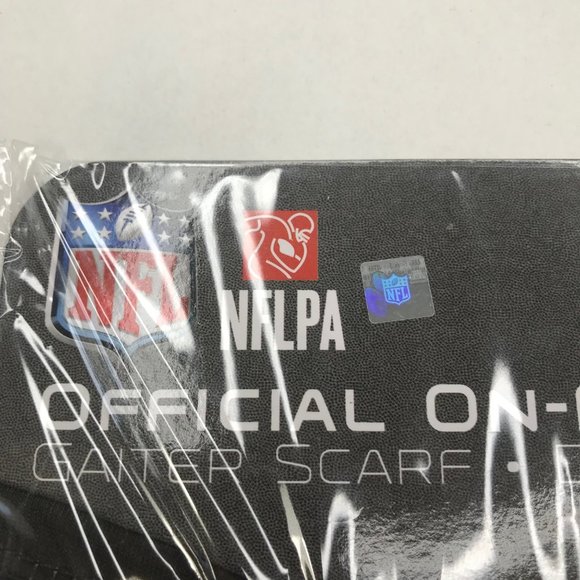 NFL
NFLPA
NFL
OFFICIAL ON-
GAITER SCARF •